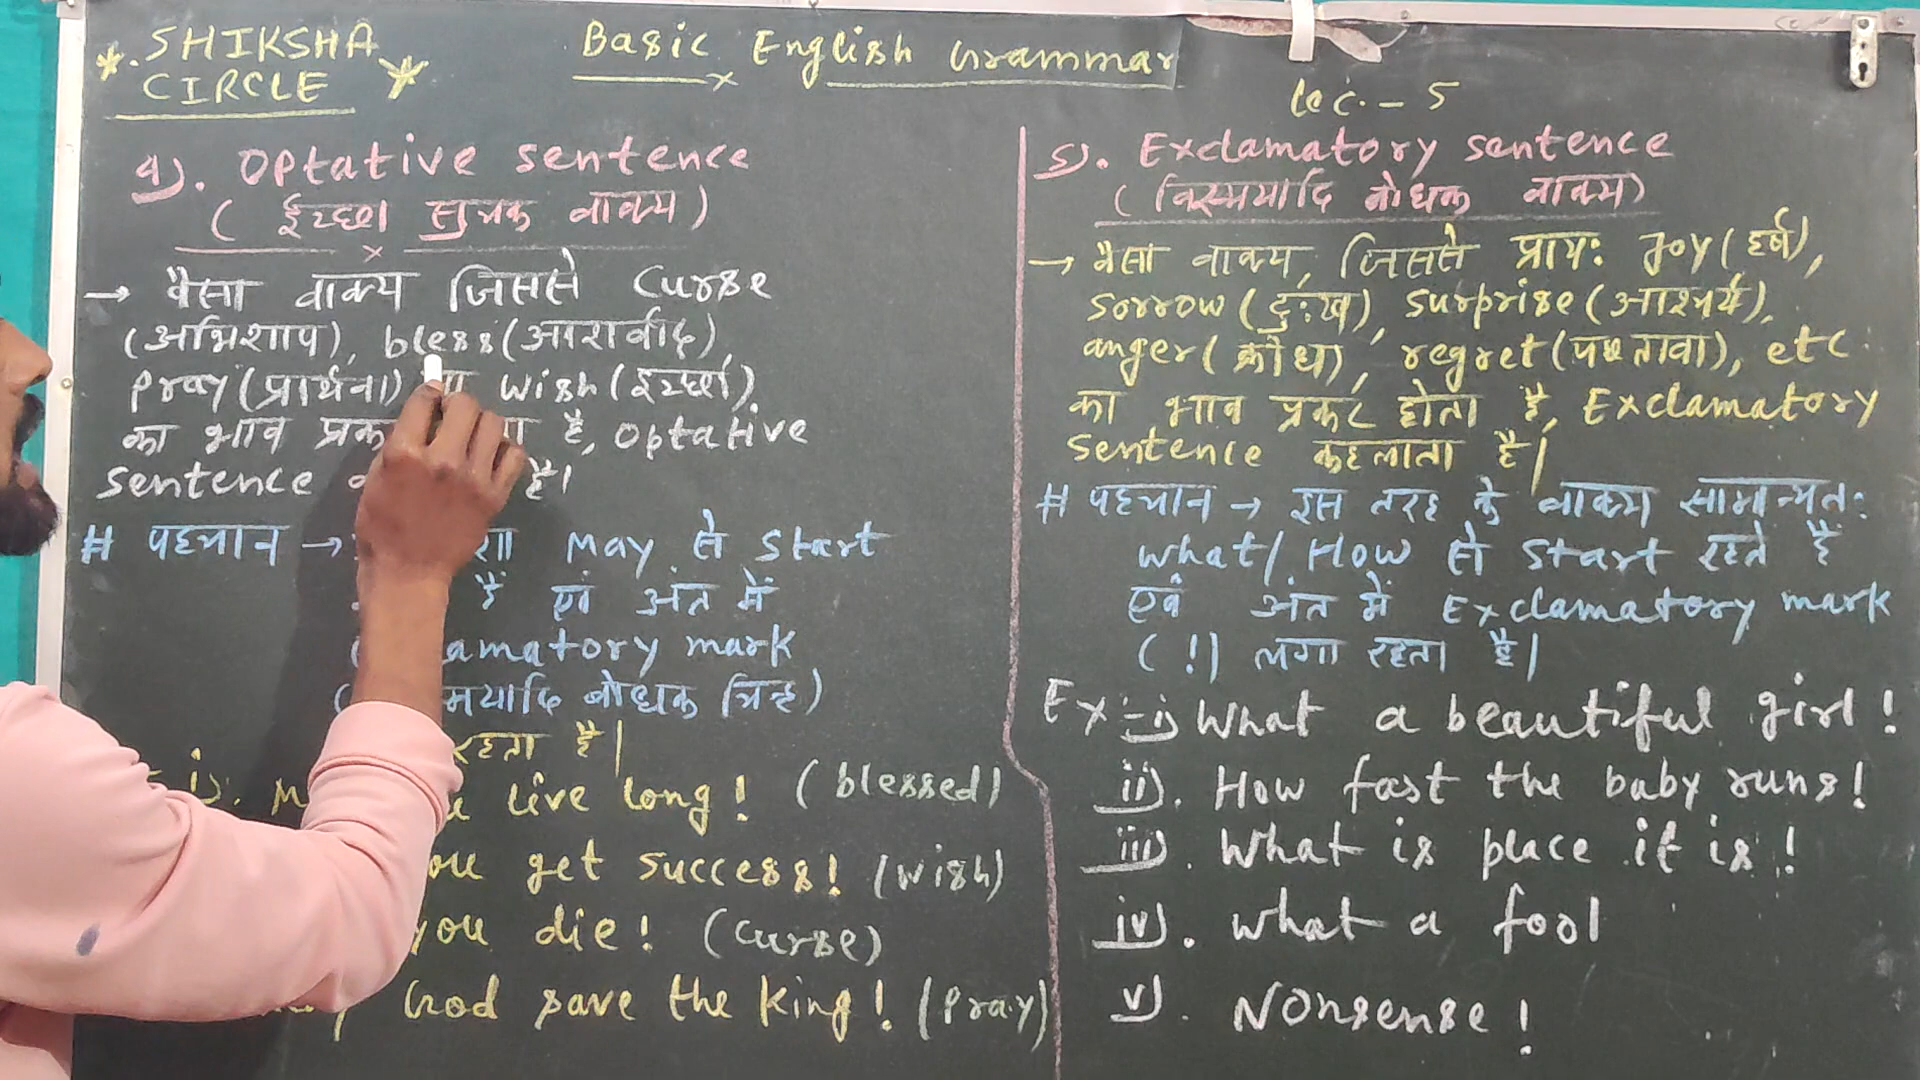 SHIKSHA
CIRCLE
Basic English Grammar
Lec. - 5
4). Optative sentence
(ईच्छा सुचक वाक्य)
→ वैसा वाक्य जिससे curse
(अभिशाप), bless (आशीर्वाद),
pray (प्रार्थना) wish (इच्छा)
का भाव है, optative
sentence है।
# पहचान → May से start
हैं एवं अंत में
amatory mark
मयादि बोधक चिन्ह)
रहता है।
i). live long! (blessed)
get success! (wish)
you die! (curse)
God save the king! (pray)
5). Exclamatory sentence
(विस्मयादि बोधक वाक्य)
→ वैसा वाक्य, जिससे प्राय: Joy (हर्ष),
sorrow (दु:ख), surprise (आश्चर्य),
anger (क्रोध), regret (पछतावा), etc
का भाव प्रकट होता है, Exclamatory
sentence कहलाता है।
# पहचान → इस तरह के वाक्य सामान्यत:
what/How से start रहते हैं
एवं अंत में Exclamatory mark
(!) लगा रहता है।
Ex :- i) What a beautiful girl!
ii). How fast the baby runs!
iii). What is place it is!
iv). What a fool
v). Nonsense!